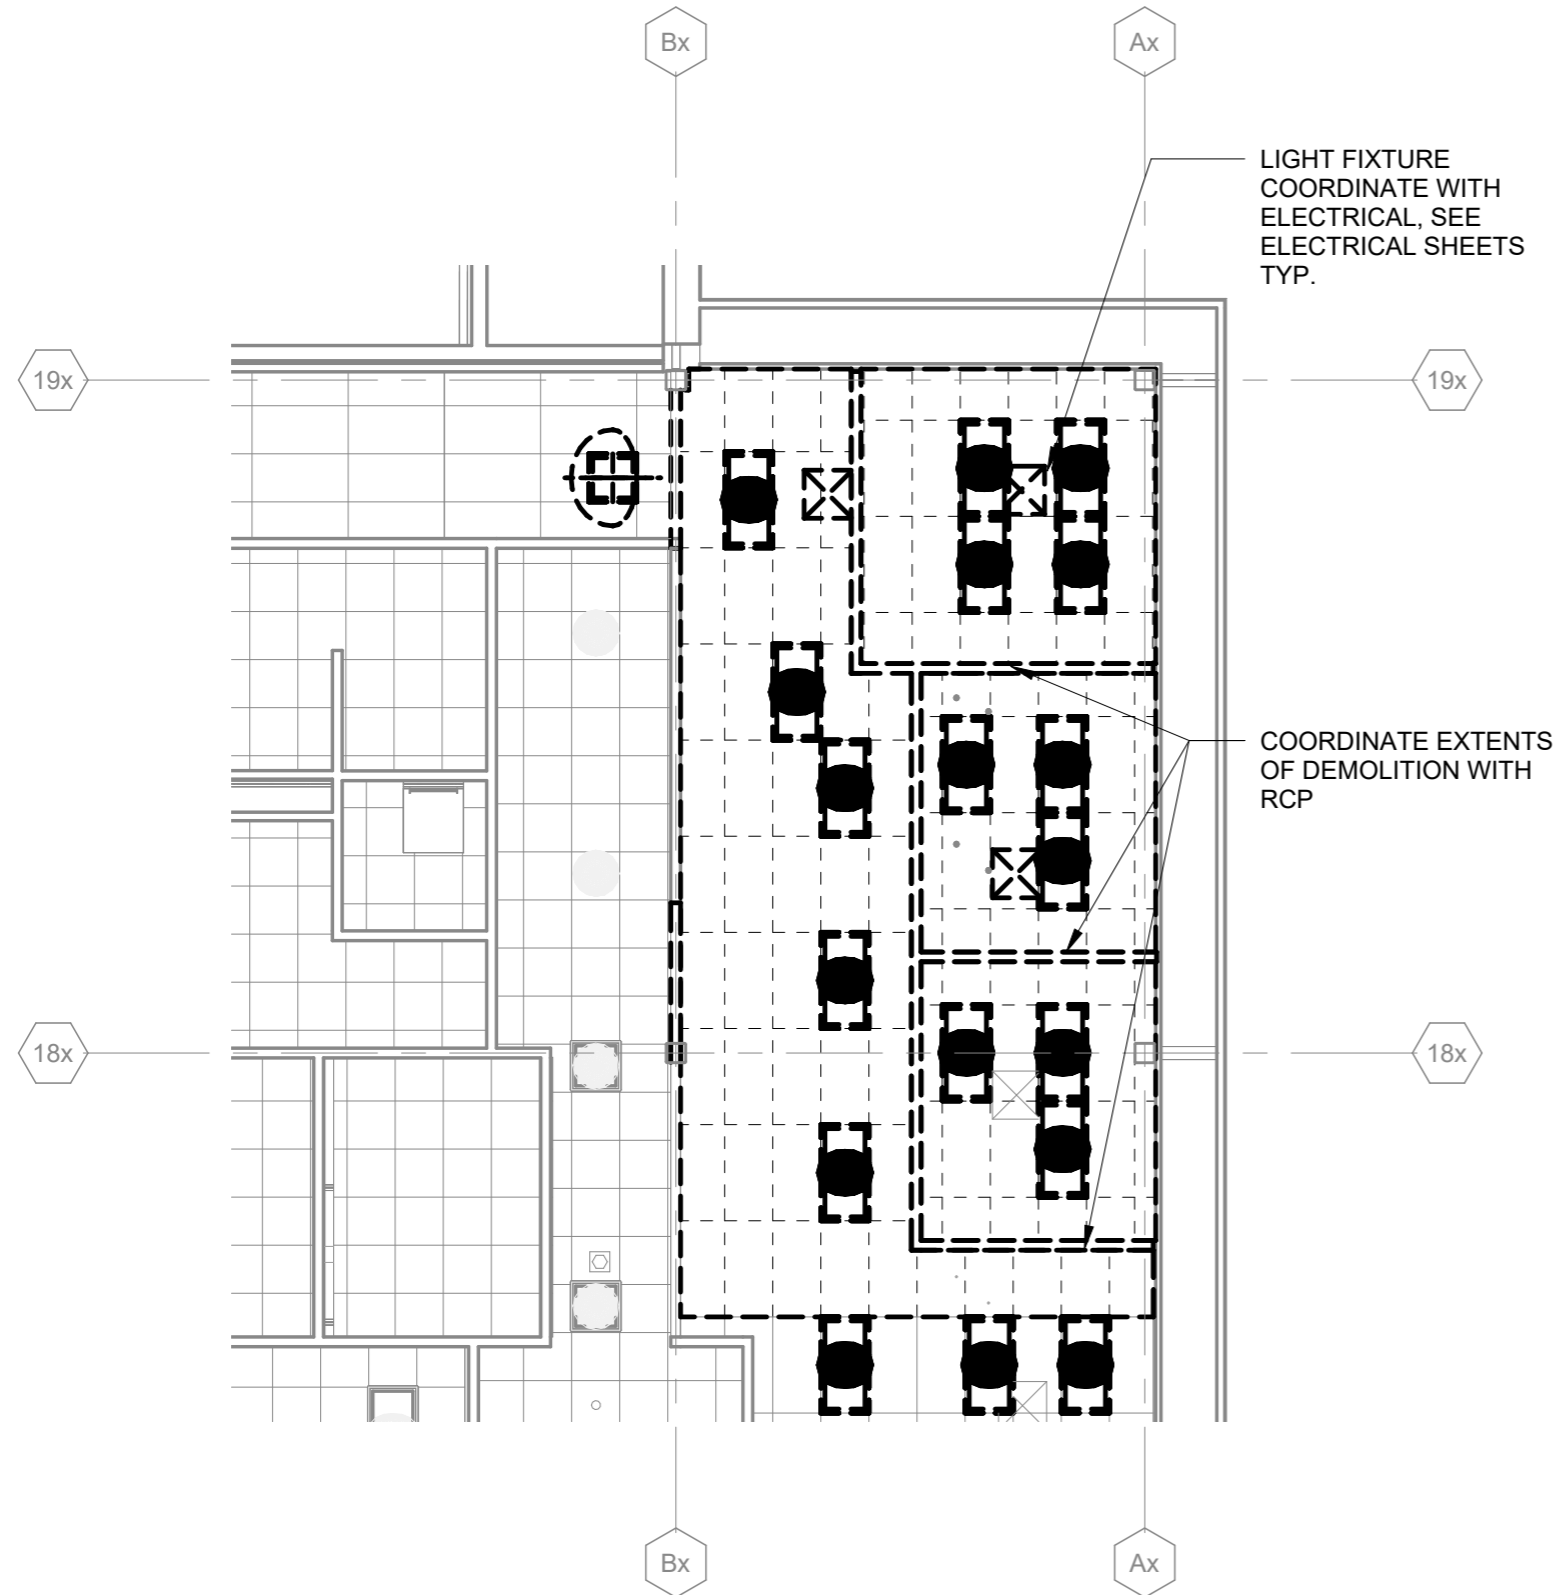 Bx
Ax
LIGHT FIXTURE
COORDINATE WITH
ELECTRICAL, SEE
ELECTRICAL SHEETS
TYP.
19x
19x
COORDINATE EXTENTS
OF DEMOLITION WITH
RCP
18x
18x
Bx
Ax